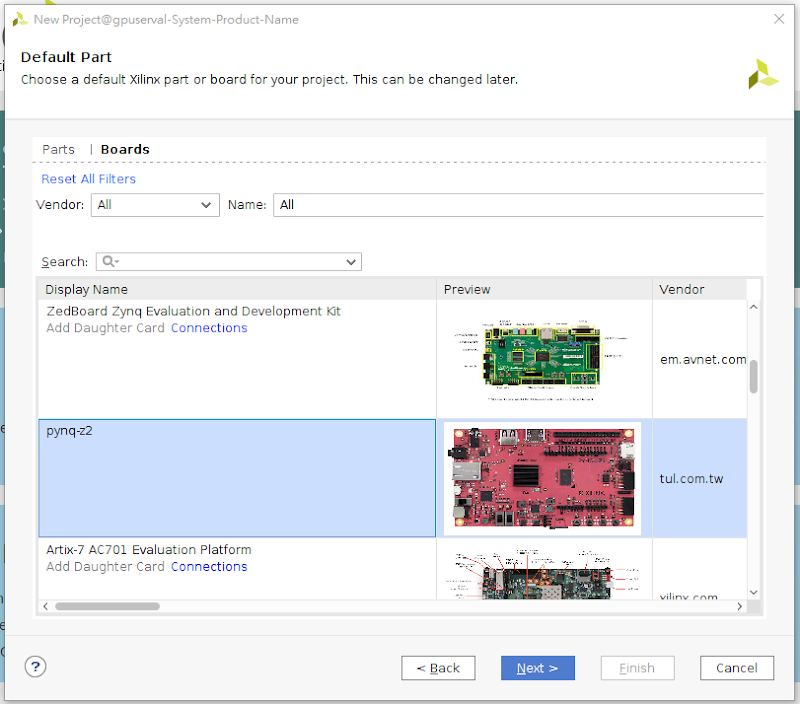 New Project@gpuserval-System-Product-Name
Default Part
Choose a default Xilinx part or board for your project. This can be changed later.
Parts | Boards
Reset All Filters
Vendor: All Name: All
Search:
Display Name Preview Vendor
ZedBoard Zynq Evaluation and Development Kit
Add Daughter Card Connections
em.avnet.com
pynq-z2
tul.com.tw
Artix-7 AC701 Evaluation Platform
Add Daughter Card Connections
xilinx.com
? < Back Next > Finish Cancel